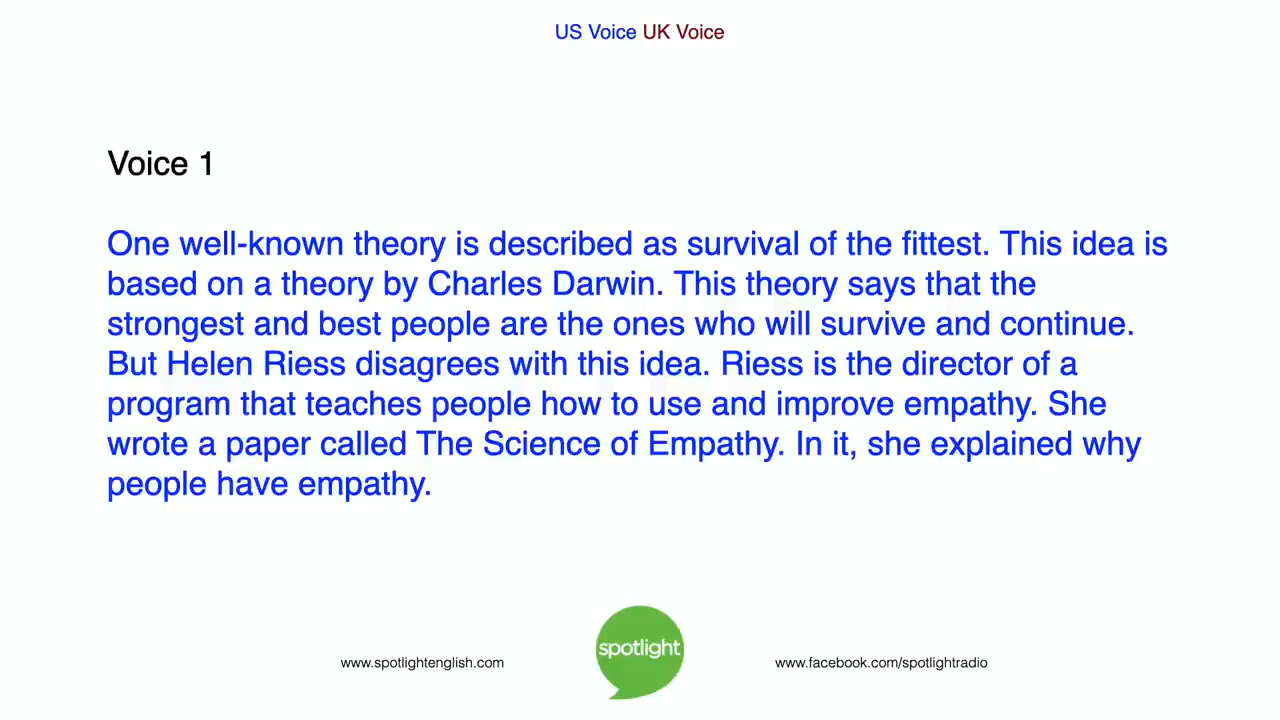 US Voice UK Voice
Voice 1
One well-known theory is described as survival of the fittest. This idea is
based on a theory by Charles Darwin. This theory says that the
strongest and best people are the ones who will survive and continue.
But Helen Riess disagrees with this idea. Riess is the director of a
program that teaches people how to use and improve empathy. She
wrote a paper called The Science of Empathy. In it, she explained why
people have empathy.
spotlight
www.spotlightenglish.com
www.facebook.com/spotlightradio